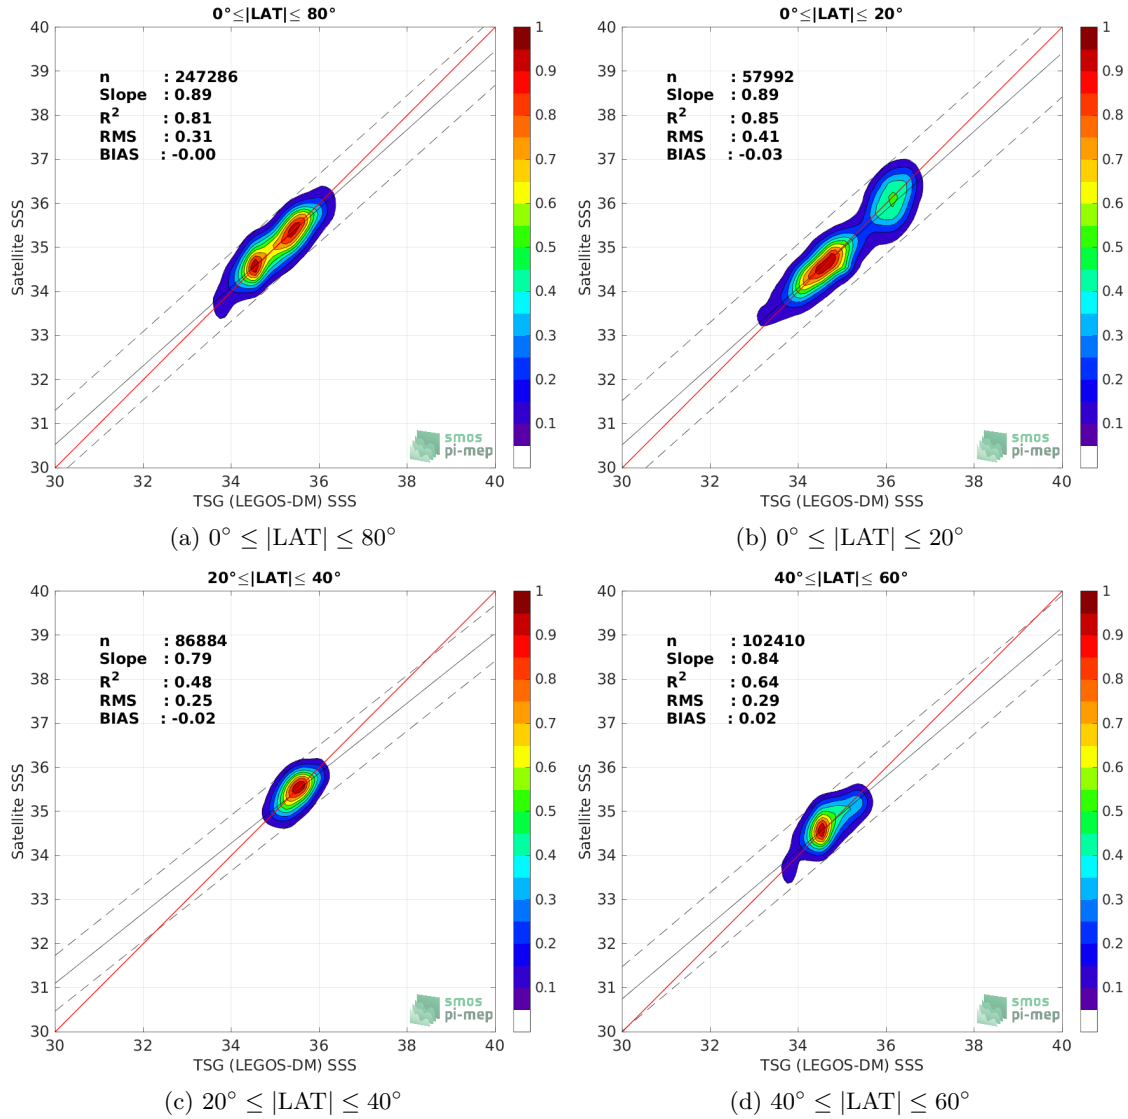 0°≤|LAT|≤ 80°
n : 247286
Slope : 0.89
R² : 0.81
RMS : 0.31
BIAS : -0.00
40
39
38
37
36
35
34
33
32
31
30
30 32 34 36 38 40
Satellite SSS
TSG (LEGOS-DM) SSS
1
0.9
0.8
0.7
0.6
0.5
0.4
0.3
0.2
0.1
smos
pi-mep
(a) 0° ≤ |LAT| ≤ 80°
0°≤|LAT|≤ 20°
n : 57992
Slope : 0.89
R² : 0.85
RMS : 0.41
BIAS : -0.03
40
39
38
37
36
35
34
33
32
31
30
30 32 34 36 38 40
Satellite SSS
TSG (LEGOS-DM) SSS
1
0.9
0.8
0.7
0.6
0.5
0.4
0.3
0.2
0.1
smos
pi-mep
(b) 0° ≤ |LAT| ≤ 20°
20°≤|LAT|≤ 40°
n : 86884
Slope : 0.79
R² : 0.48
RMS : 0.25
BIAS : -0.02
40
39
38
37
36
35
34
33
32
31
30
30 32 34 36 38 40
Satellite SSS
TSG (LEGOS-DM) SSS
1
0.9
0.8
0.7
0.6
0.5
0.4
0.3
0.2
0.1
smos
pi-mep
(c) 20° ≤ |LAT| ≤ 40°
40°≤|LAT|≤ 60°
n : 102410
Slope : 0.84
R² : 0.64
RMS : 0.29
BIAS : 0.02
40
39
38
37
36
35
34
33
32
31
30
30 32 34 36 38 40
Satellite SSS
TSG (LEGOS-DM) SSS
1
0.9
0.8
0.7
0.6
0.5
0.4
0.3
0.2
0.1
smos
pi-mep
(d) 40° ≤ |LAT| ≤ 60°